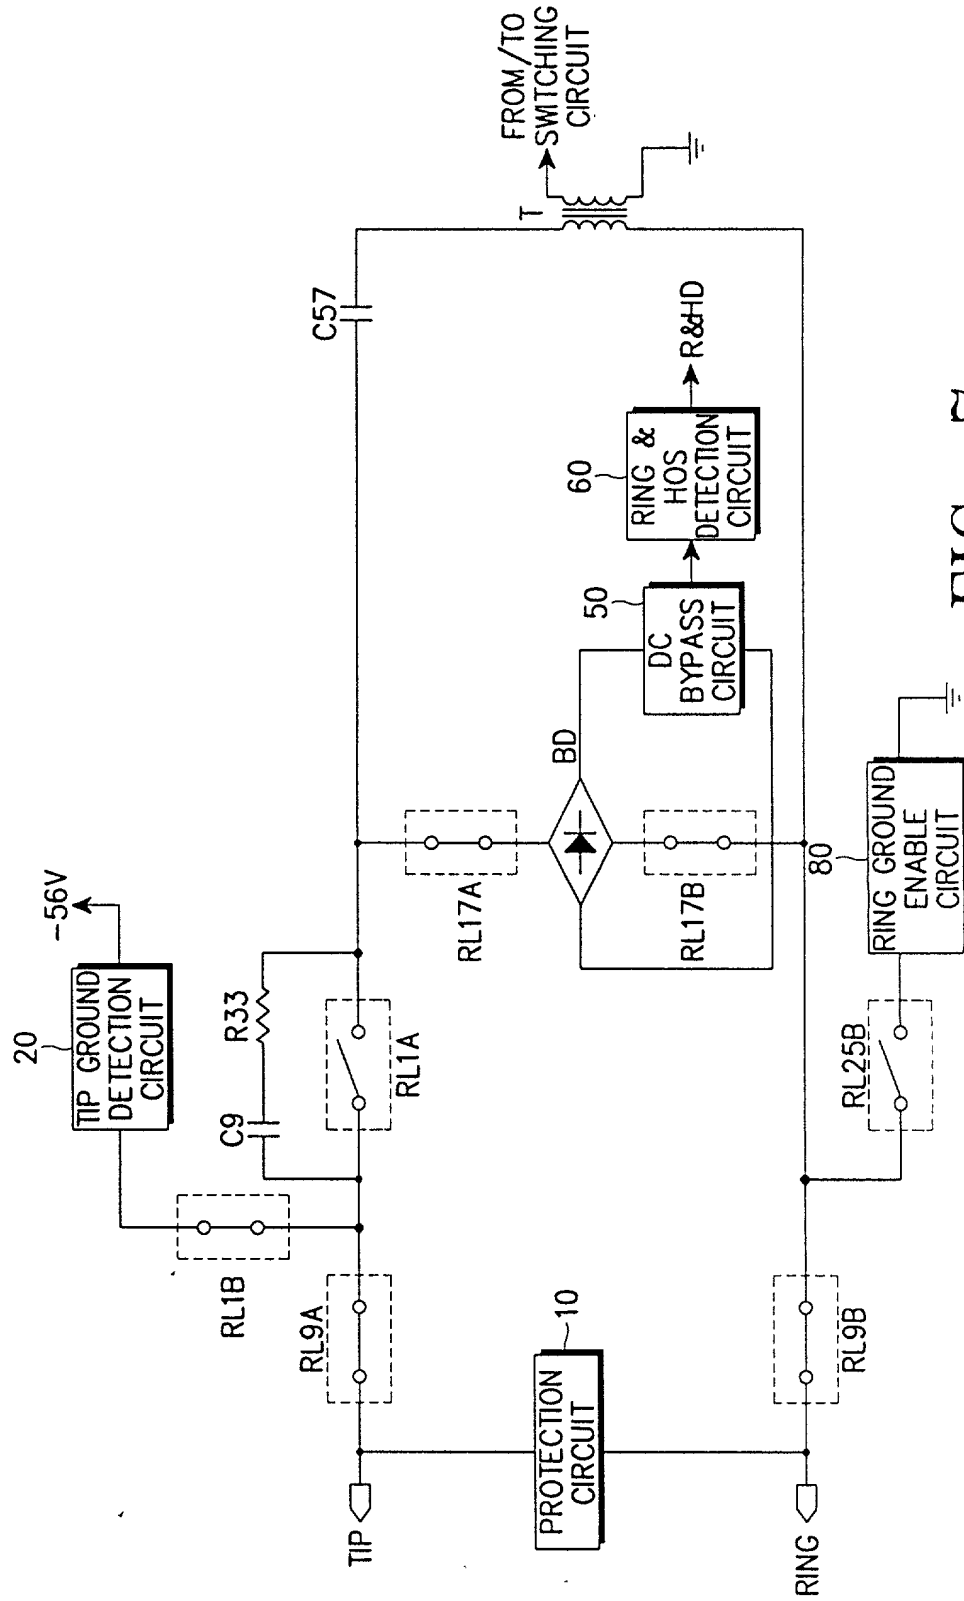 FROM/TO
SWITCHING
CIRCUIT
T
C57
R&HD
60
RING &
HOS
DETECTION
CIRCUIT
50
DC
BYPASS
CIRCUIT
BD
-56V
20
TIP GROUND
DETECTION
CIRCUIT
R33
C9
RL1A
RL17A
RL17B
80
RING GROUND
ENABLE
CIRCUIT
RL25B
RL1B
RL9A
RL9B
10
PROTECTION
CIRCUIT
TIP
RING